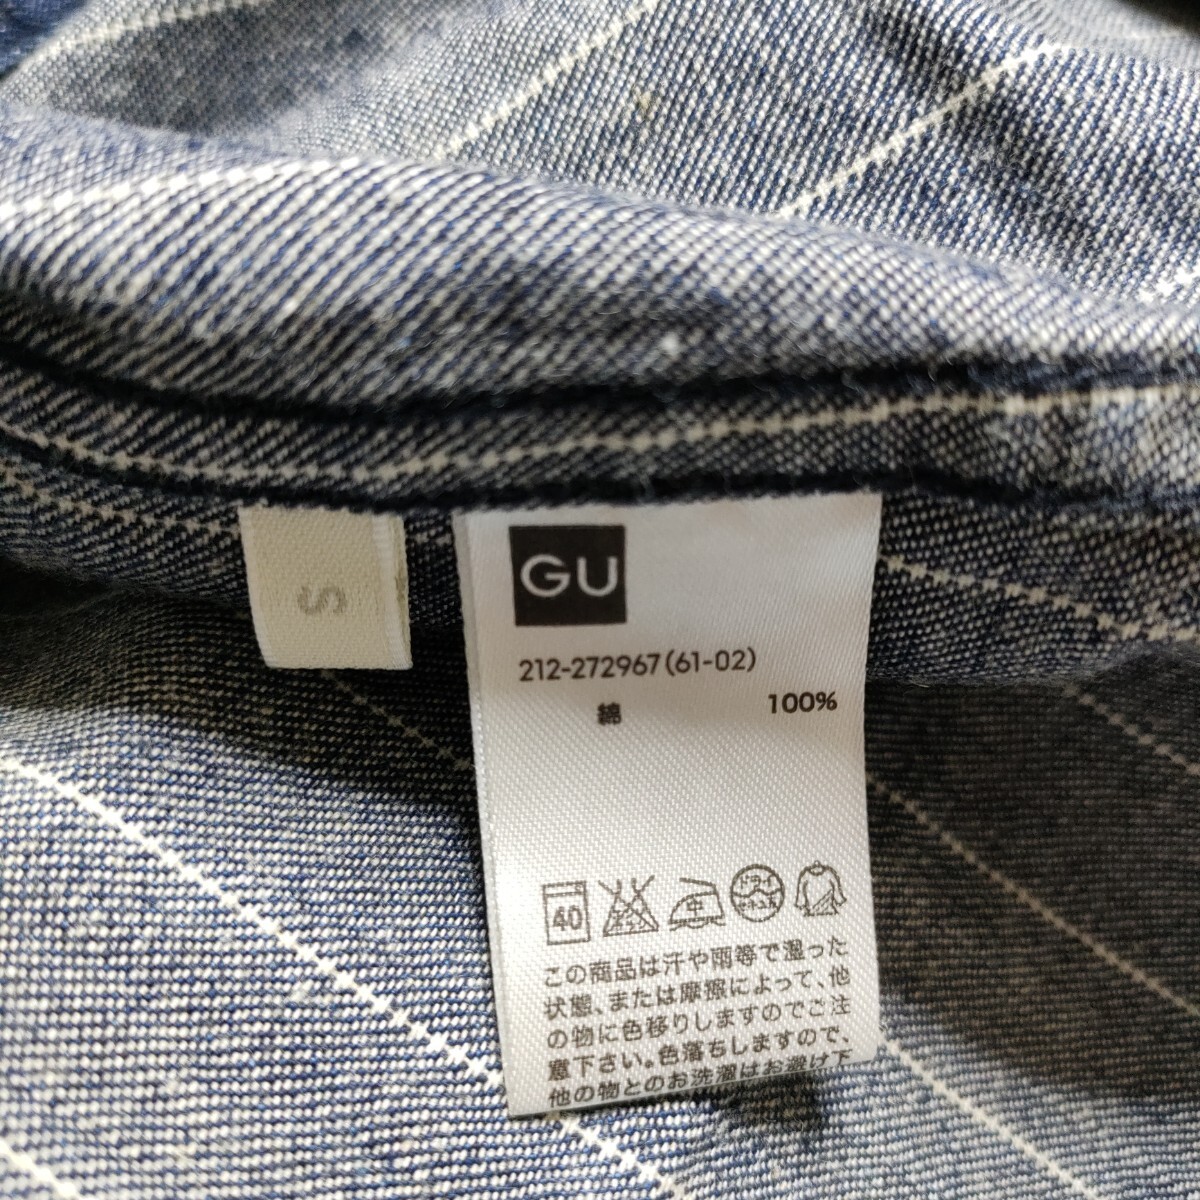 S
GU
212-272967(61-02)
綿 100%
40 中
この商品は汗や雨等で湿った
状態、または摩擦によって、他
の物に色移りしますのでご注
意下さい。色落ちしますので、
他の物とのお洗濯はお避け下